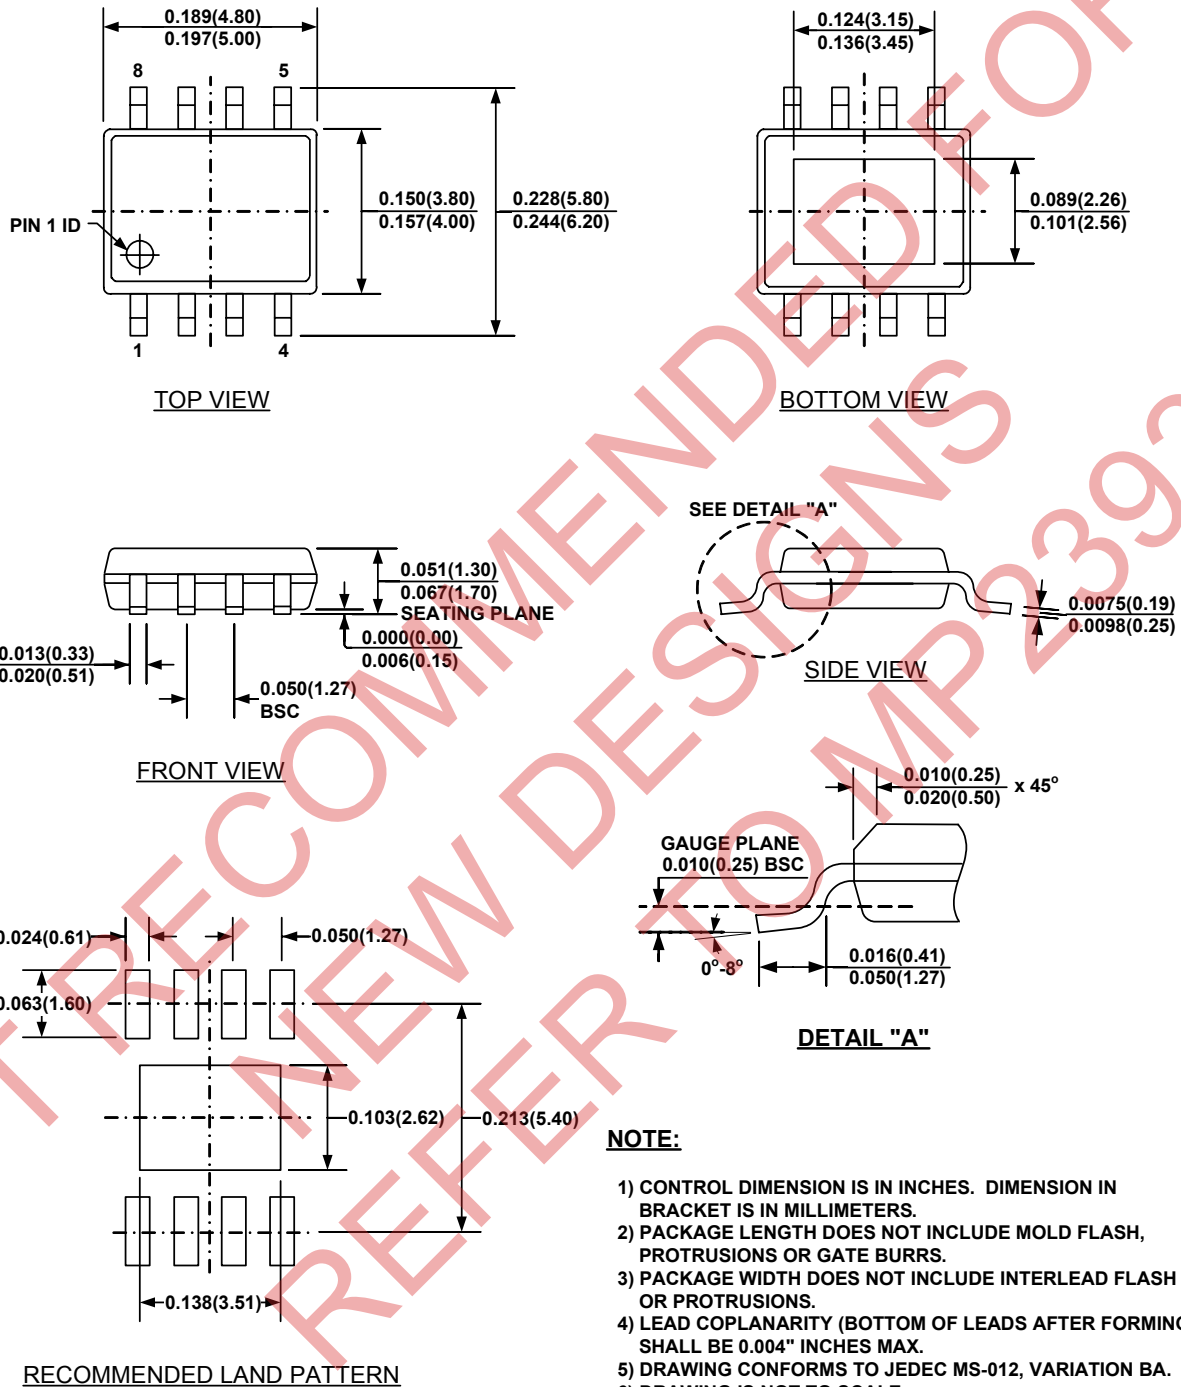 0.189(4.80)
0.197(5.00)
8
5
0.150(3.80)
0.157(4.00)
0.228(5.80)
0.244(6.20)
PIN 1 ID
1
4
TOP VIEW
0.124(3.15)
0.136(3.45)
0.089(2.26)
0.101(2.56)
BOTTOM VIEW
0.051(1.30)
0.067(1.70)
SEATING PLANE
0.000(0.00)
0.006(0.15)
0.013(0.33)
0.020(0.51)
0.050(1.27)
BSC
FRONT VIEW
SEE DETAIL "A"
0.0075(0.19)
0.0098(0.25)
SIDE VIEW
0.010(0.25)
0.020(0.50)
x 45°
GAUGE PLANE
0.010(0.25) BSC
0°-8°
0.016(0.41)
0.050(1.27)
DETAIL "A"
0.024(0.61)
0.050(1.27)
0.063(1.60)
0.103(2.62)
0.213(5.40)
0.138(3.51)
RECOMMENDED LAND PATTERN
NOTE:
1) CONTROL DIMENSION IS IN INCHES. DIMENSION IN
BRACKET IS IN MILLIMETERS.
2) PACKAGE LENGTH DOES NOT INCLUDE MOLD FLASH,
PROTRUSIONS OR GATE BURRS.
3) PACKAGE WIDTH DOES NOT INCLUDE INTERLEAD FLASH
OR PROTRUSIONS.
4) LEAD COPLANARITY (BOTTOM OF LEADS AFTER FORMING
SHALL BE 0.004" INCHES MAX.
5) DRAWING CONFORMS TO JEDEC MS-012, VARIATION BA.
6) DRAWING IS NOT TO SCALE
T RECOMMENDED FOR
NEW DESIGNS
REFER TO MP2393